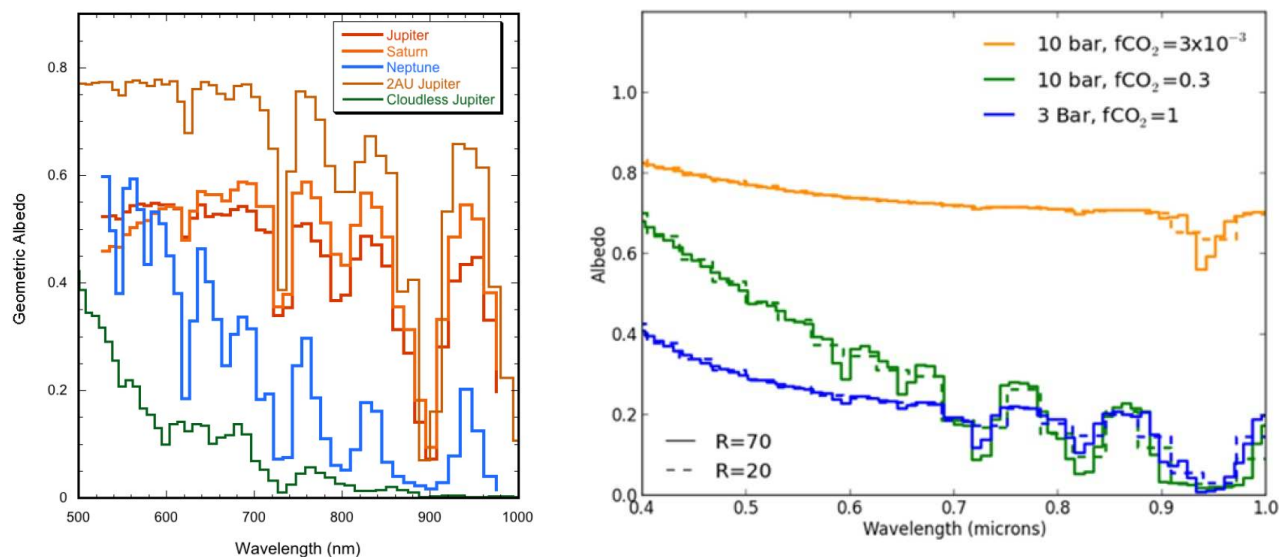 Geometric Albedo
0.8
0.6
0.4
0.2
0
Jupiter
Saturn
Neptune
2AU Jupiter
Cloudless Jupiter
500 600 700 800 900 1000
Wavelength (nm)
Albedo
1.0
0.8
0.6
0.4
0.2
0.0
10 bar, fCO₂=3x10⁻³
10 bar, fCO₂=0.3
3 Bar, fCO₂=1
R=70
R=20
0.4 0.5 0.6 0.7 0.8 0.9 1.0
Wavelength (microns)